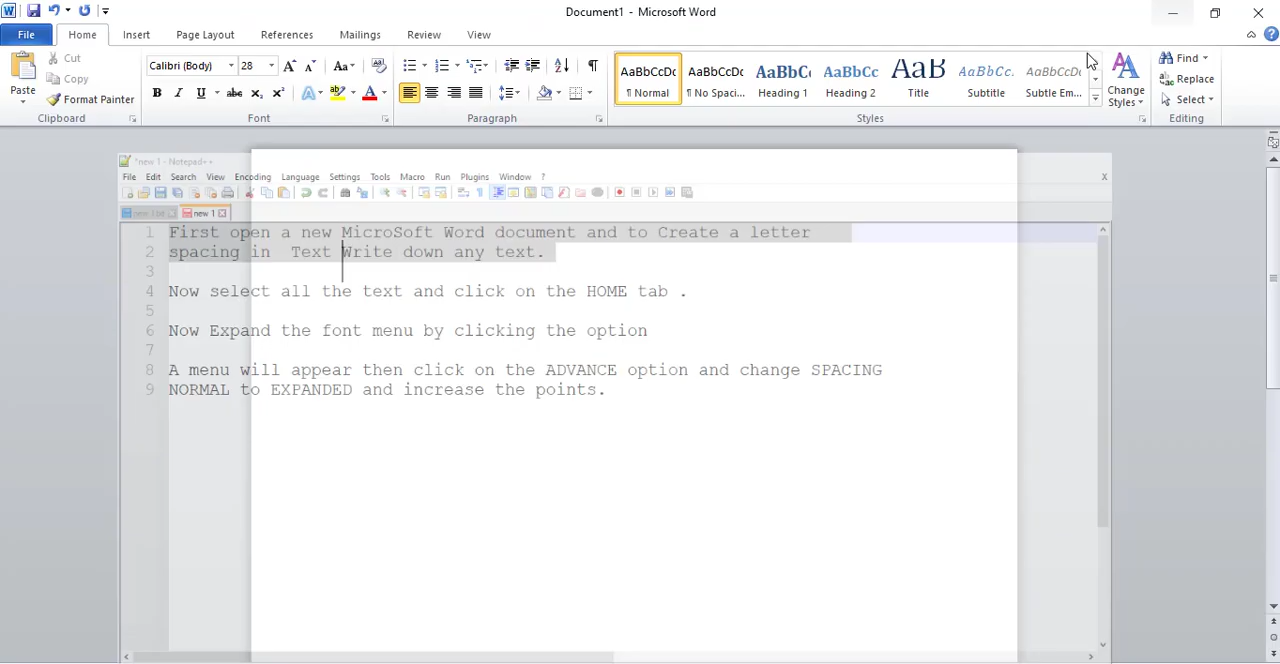 Document1 - Microsoft Word
File Home Insert Page Layout References Mailings Review View
Paste
Cut
Copy
Format Painter
Clipboard
Calibri (Body) 28
Font
Paragraph
AaBbCcDc
¶ Normal
AaBbCcDc
¶ No Spaci...
AaBbC
Heading 1
AaBbCc
Heading 2
AaB
Title
AaBbCc.
Subtitle
AaBbCcDc
Subtle Em...
Change
Styles
Styles
Find
Replace
Select
Editing
*new 1 - Notepad++
File Edit Search View Encoding Language Settings Tools Macro Run Plugins Window ? X
new 1
1 First open a new MicroSoft Word document and to Create a letter
2 spacing in Text Write down any text.
3
4 Now select all the text and click on the HOME tab .
5
6 Now Expand the font menu by clicking the option
7
8 A menu will appear then click on the ADVANCE option and change SPACING
9 NORMAL to EXPANDED and increase the points.